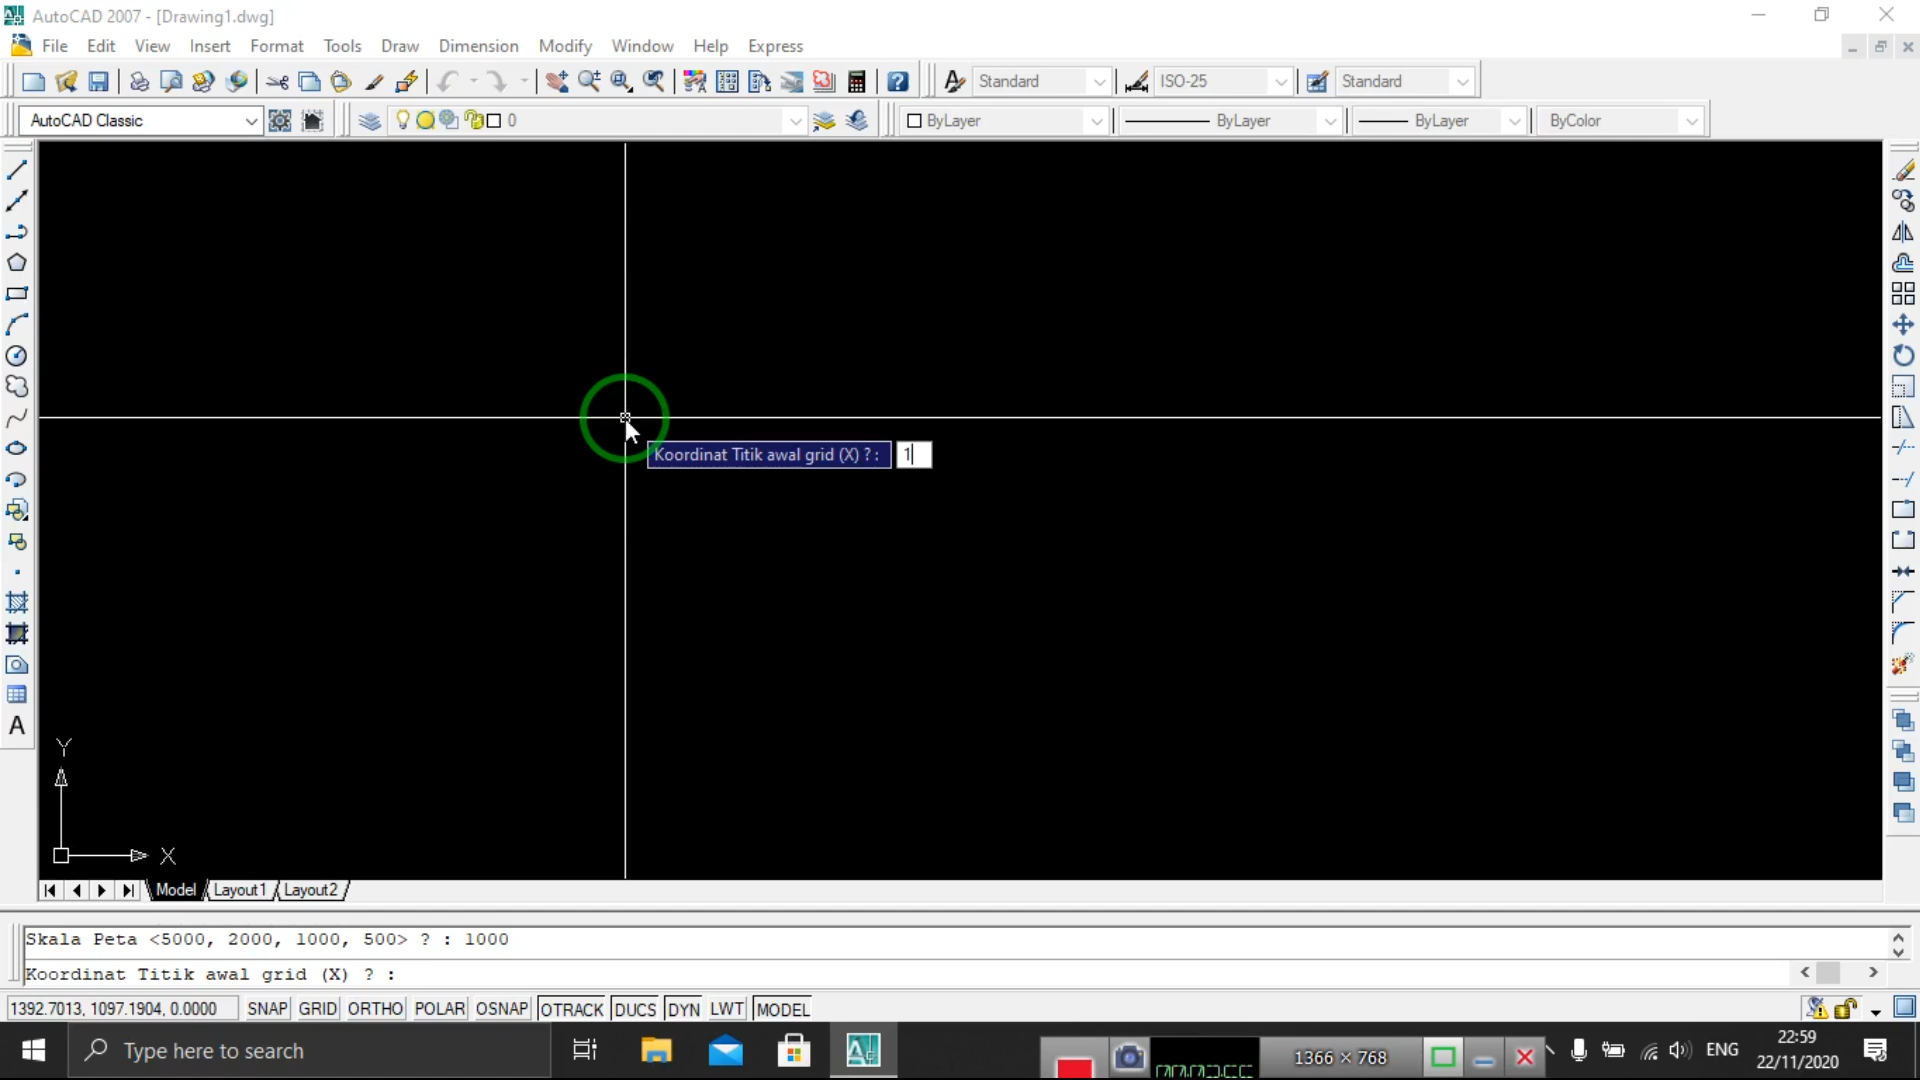 AutoCAD 2007 - [Drawing1.dwg]
File Edit View Insert Format Tools Draw Dimension Modify Window Help Express
Standard ISO-25 Standard
AutoCAD Classic 0 ByLayer ByLayer ByLayer ByColor
Koordinat Titik awal grid (X) ? : 1
Y
X
Model Layout1 Layout2
Skala Peta <5000, 2000, 1000, 500> ? : 1000
Koordinat Titik awal grid (X) ? :
1392.7013, 1097.1904, 0.0000 SNAP GRID ORTHO POLAR OSNAP OTRACK DUCS DYN LWT MODEL
Type here to search
1366 × 768
ENG
22:59
22/11/2020